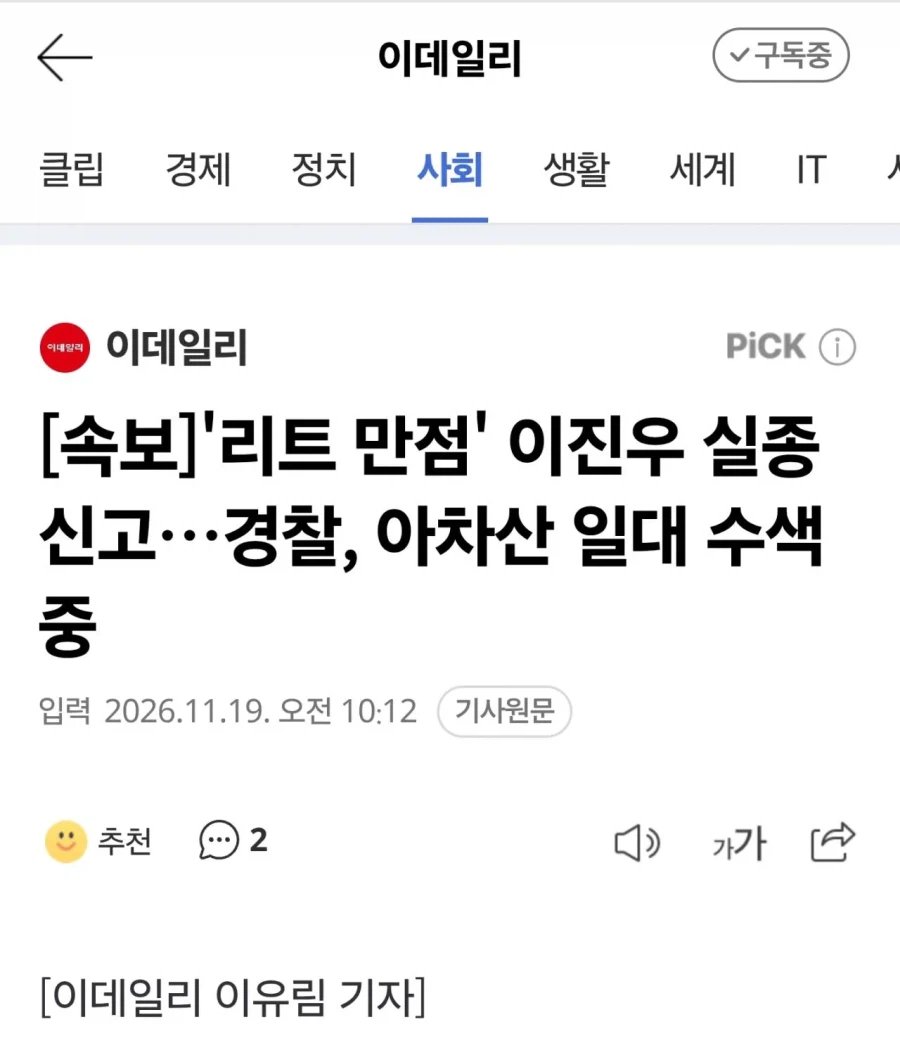 이데일리
구독중
클립 경제 정치 사회 생활 세계 IT
이데일리 이데일리
PiCK
[속보]'리트 만점' 이진우 실종
신고…경찰, 아차산 일대 수색
중
입력 2026.11.19. 오전 10:12 기사원문
추천 2 가가
[이데일리 이유림 기자]